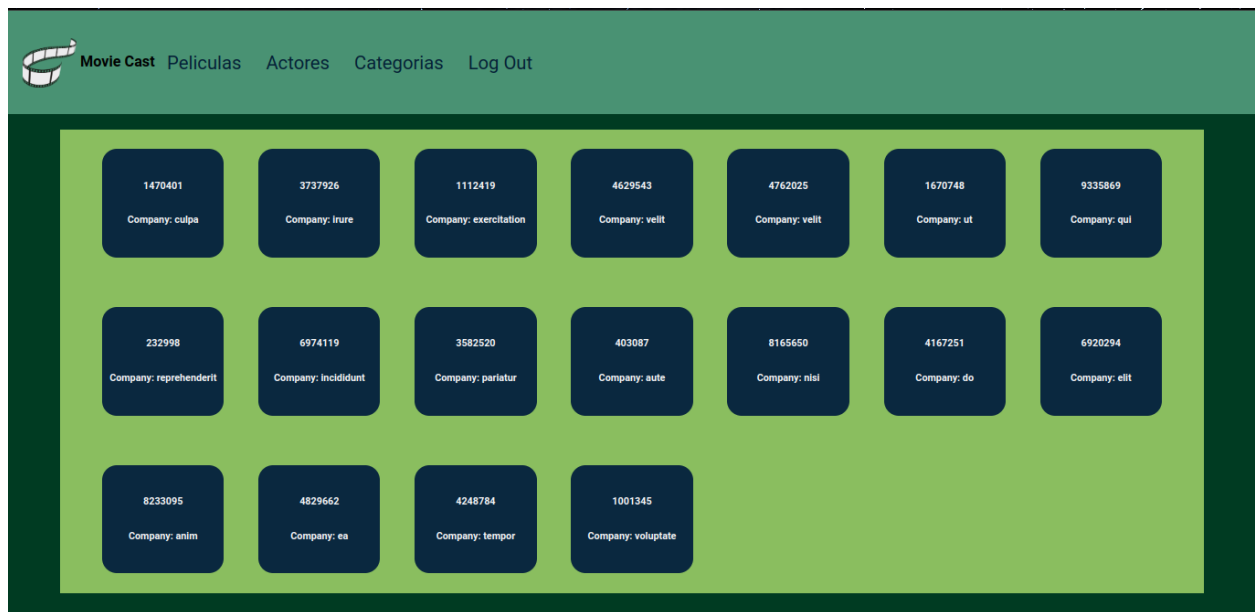 Movie Cast Peliculas Actores Categorias Log Out
1470401 3737926 1112419 4629543 4762025 1670748 9335869
Company: culpa Company: irure Company: exercitation Company: velit Company: velit Company: ut Company: qui
232998 6974119 3582520 403087 8165650 4167251 6920294
Company: reprehenderit Company: incididunt Company: pariatur Company: aute Company: nisi Company: do Company: elit
8233095 4829662 4248784 1001345
Company: anim Company: ea Company: tempor Company: voluptate